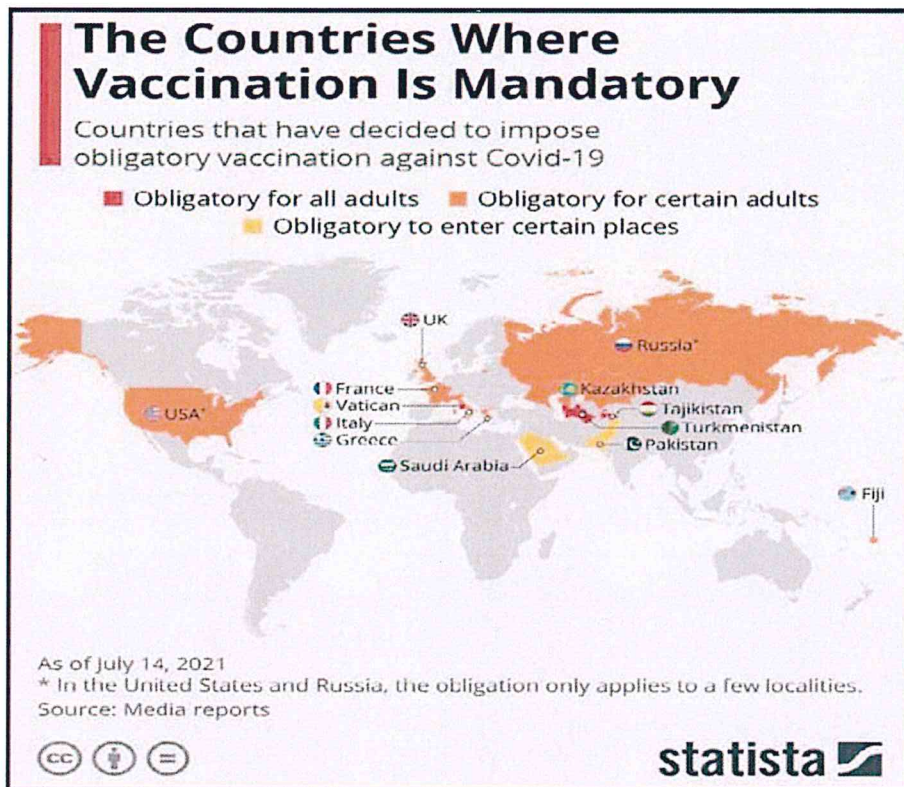 The Countries Where
Vaccination Is Mandatory
Countries that have decided to impose
obligatory vaccination against Covid-19
Obligatory for all adults Obligatory for certain adults
Obligatory to enter certain places
UK
Russia*
France
Kazakhstan
Vatican
Tajikistan
USA*
Italy
Turkmenistan
Greece
Pakistan
Saudi Arabia
Fiji
As of July 14, 2021
* In the United States and Russia, the obligation only applies to a few localities.
Source: Media reports
cc
statista